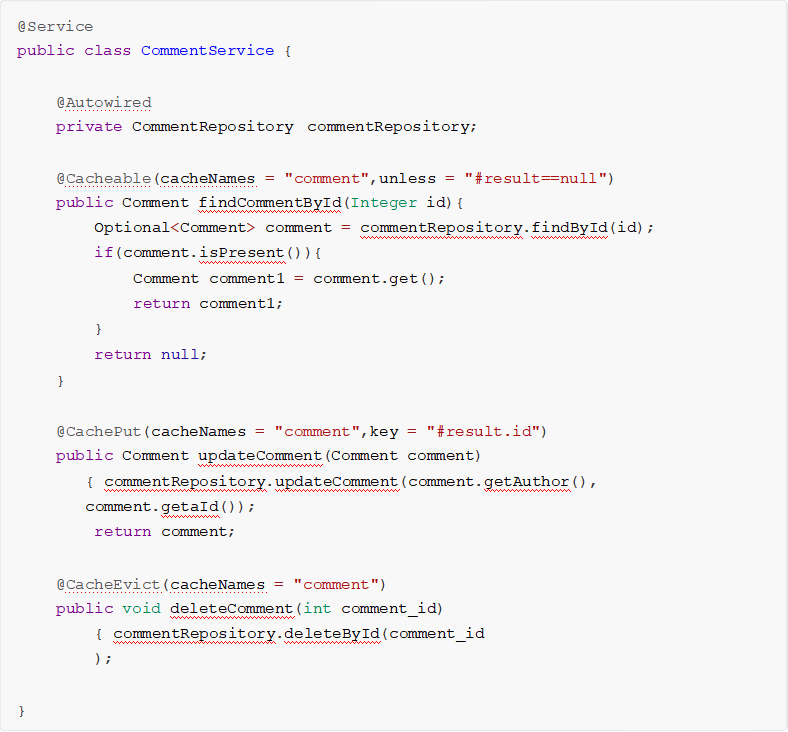 @Service
public class CommentService {
@Autowired
private CommentRepository commentRepository;
@Cacheable(cacheNames = "comment",unless = "#result==null")
public Comment findCommentById(Integer id){
Optional<Comment> comment = commentRepository.findById(id);
if(comment.isPresent()){
Comment comment1 = comment.get();
return comment1;
}
return null;
}
@CachePut(cacheNames = "comment",key = "#result.id")
public Comment updateComment(Comment comment)
{ commentRepository.updateComment(comment.getAuthor(),
comment.getaId());
return comment;
@CacheEvict(cacheNames = "comment")
public void deleteComment(int comment_id)
{ commentRepository.deleteById(comment_id
);
}